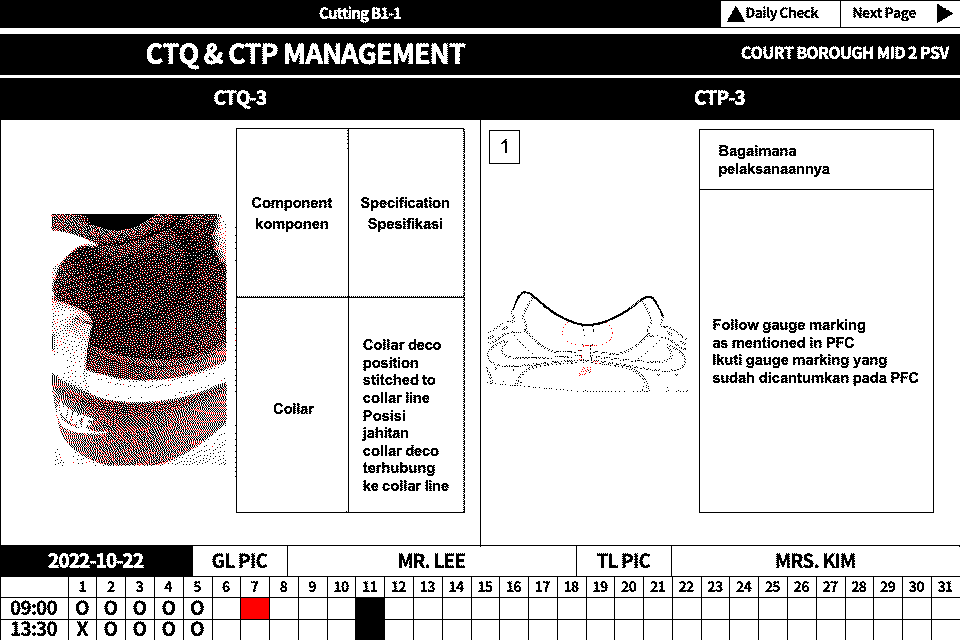 Cutting B1-1
Daily Check
Next Page
CTQ & CTP MANAGEMENT
COURT BOROUGH MID 2 PSV
CTQ-3
CTP-3
Component
komponen
Specification
Spesifikasi
Collar
Collar deco
position
stitched to
collar line
Posisi
jahitan
collar deco
terhubung
ke collar line
1
Bagaimana
pelaksanaannya
Follow gauge marking
as mentioned in PFC
Ikuti gauge marking yang
sudah dicantumkan pada PFC
2022-10-22 GL PIC MR. LEE TL PIC MRS. KIM
1 2 3 4 5 6 7 8 9 10 11 12 13 14 15 16 17 18 19 20 21 22 23 24 25 26 27 28 29 30 31
09:00 O O O O O
13:30 X O O O O